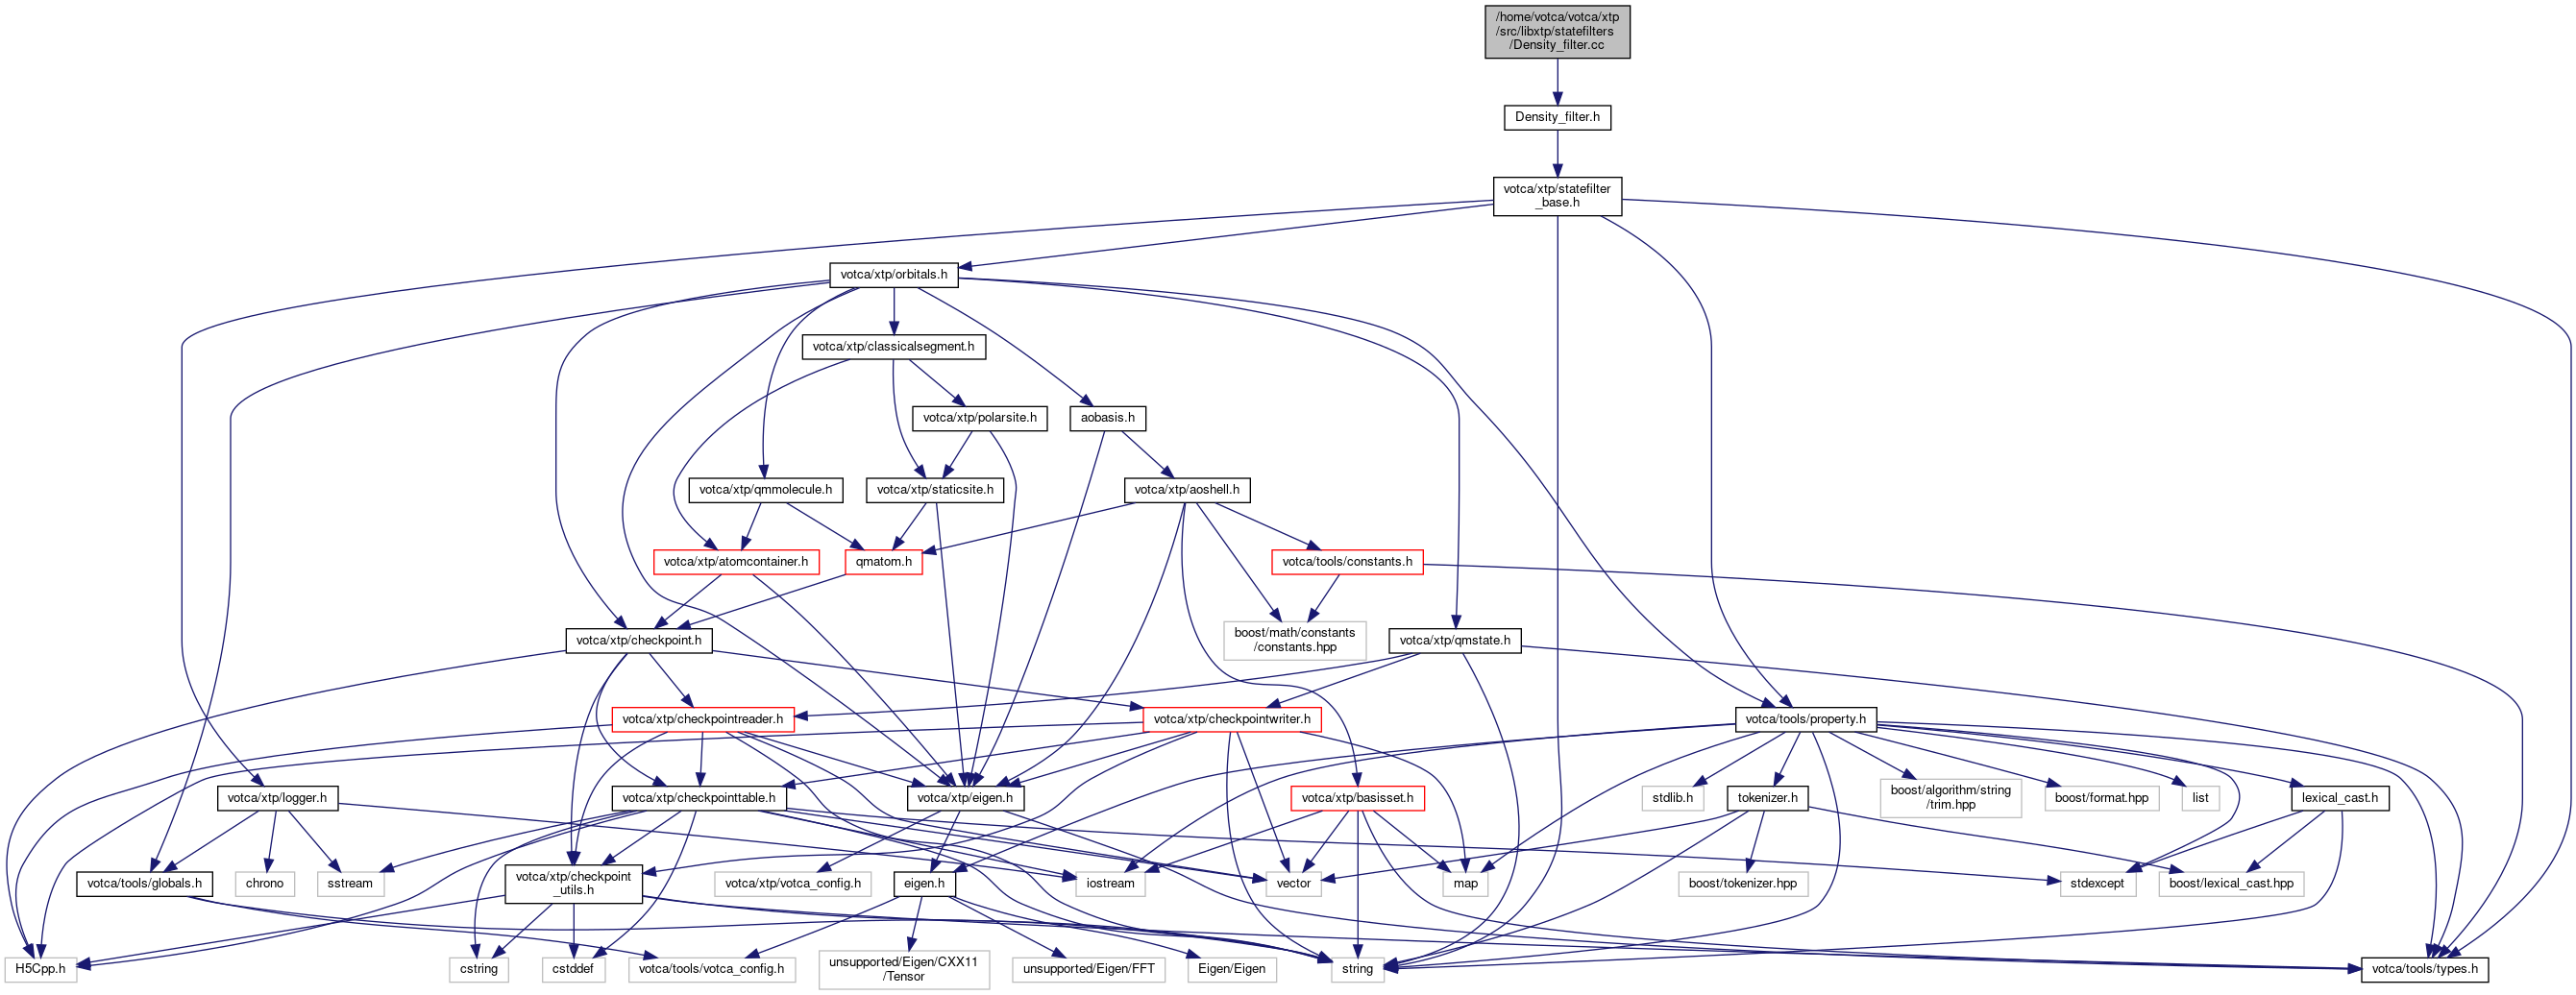 /home/votca/votca/xtp
/src/libxtp/statefilters
/Density_filter.cc
Density_filter.h
votca/xtp/statefilter
_base.h
votca/xtp/orbitals.h
votca/xtp/classicalsegment.h
votca/xtp/polarsite.h
aobasis.h
votca/xtp/qmmolecule.h
votca/xtp/staticsite.h
votca/xtp/aoshell.h
votca/xtp/atomcontainer.h
qmatom.h
votca/tools/constants.h
votca/xtp/checkpoint.h
boost/math/constants
/constants.hpp
votca/xtp/qmstate.h
votca/xtp/checkpointreader.h
votca/xtp/checkpointwriter.h
votca/tools/property.h
votca/xtp/logger.h
votca/xtp/checkpointtable.h
votca/xtp/eigen.h
votca/xtp/basisset.h
stdlib.h
tokenizer.h
boost/algorithm/string
/trim.hpp
boost/format.hpp
list
lexical_cast.h
votca/tools/globals.h
chrono
sstream
votca/xtp/checkpoint
_utils.h
votca/xtp/votca_config.h
eigen.h
iostream
vector
map
boost/tokenizer.hpp
stdexcept
boost/lexical_cast.hpp
H5Cpp.h
cstring
cstddef
votca/tools/votca_config.h
unsupported/Eigen/CXX11
/Tensor
unsupported/Eigen/FFT
Eigen/Eigen
string
votca/tools/types.h